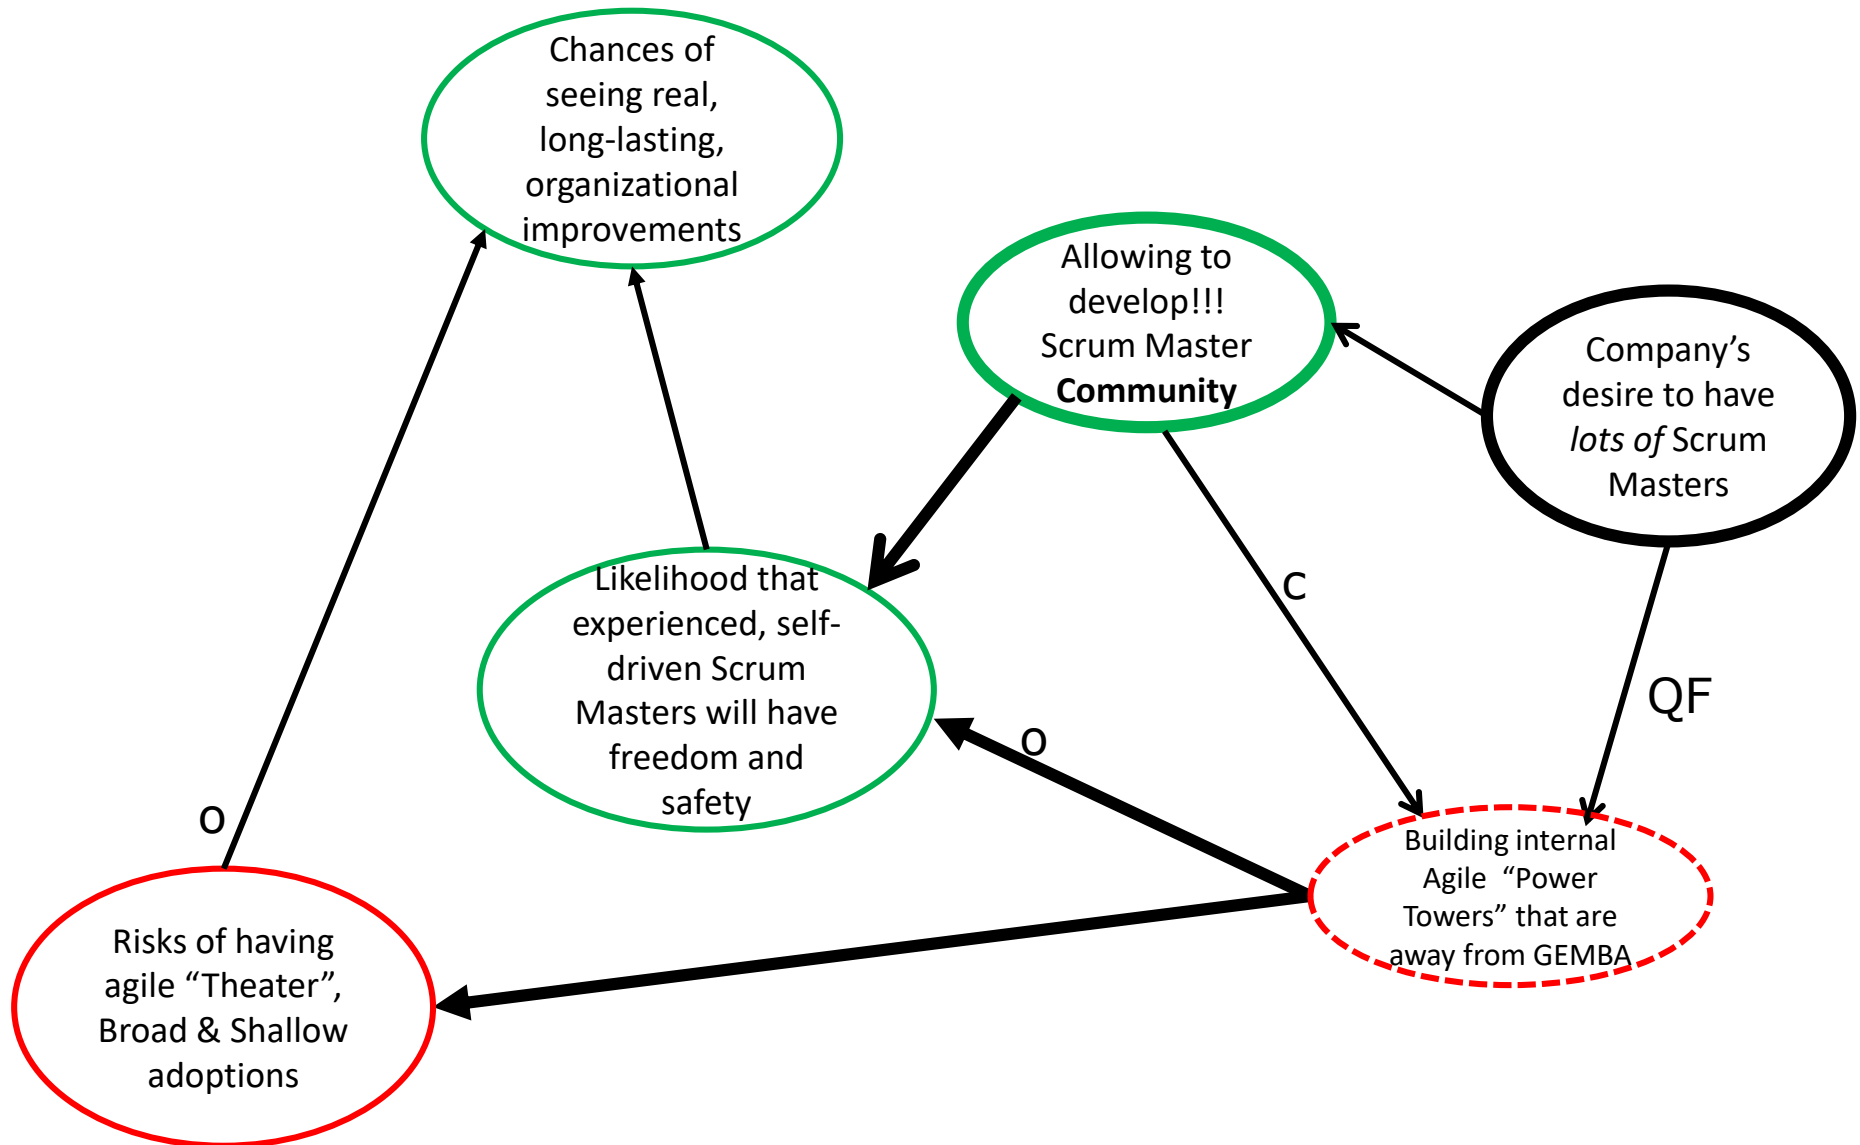 Chances of
seeing real,
long-lasting,
organizational
improvements
Allowing to
develop!!!
Scrum Master
Community
Company’s
desire to have
lots of Scrum
Masters
Likelihood that
experienced, self-
driven Scrum
Masters will have
freedom and
safety
C
QF
O
O
Building internal
Agile “Power
Towers” that are
away from GEMBA
Risks of having
agile “Theater”,
Broad & Shallow
adoptions